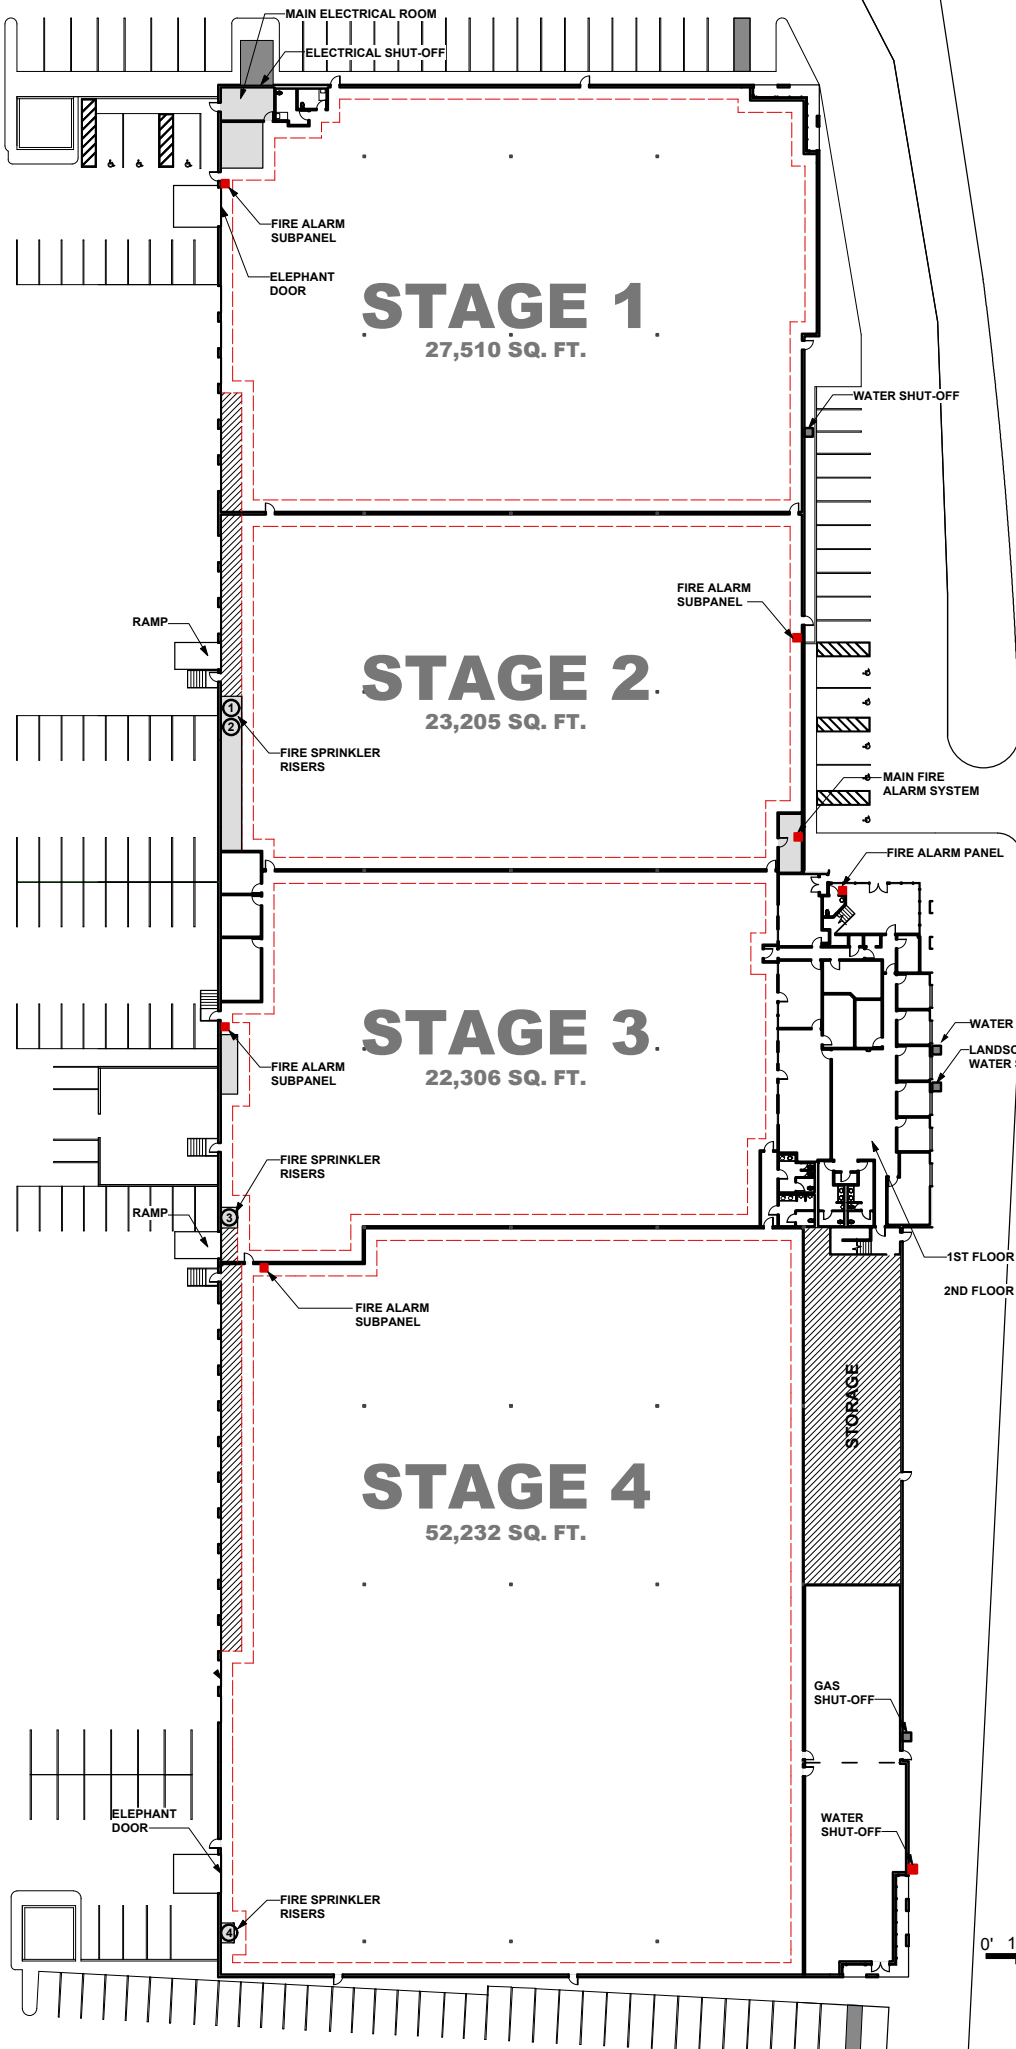 MAIN ELECTRICAL ROOM
ELECTRICAL SHUT-OFF
FIRE ALARM
SUBPANEL
ELEPHANT
DOOR
STAGE 1
27,510 SQ. FT.
WATER SHUT-OFF
FIRE ALARM
SUBPANEL
RAMP
STAGE 2
23,205 SQ. FT.
1
2
FIRE SPRINKLER
RISERS
MAIN FIRE
ALARM SYSTEM
FIRE ALARM PANEL
STAGE 3
22,306 SQ. FT.
WATER
LANDSC
WATER S
FIRE ALARM
SUBPANEL
FIRE SPRINKLER
RISERS
RAMP
3
1ST FLOOR
2ND FLOOR
FIRE ALARM
SUBPANEL
STORAGE
STAGE 4
52,232 SQ. FT.
GAS
SHUT-OFF
ELEPHANT
DOOR
WATER
SHUT-OFF
FIRE SPRINKLER
RISERS
4
0' 1